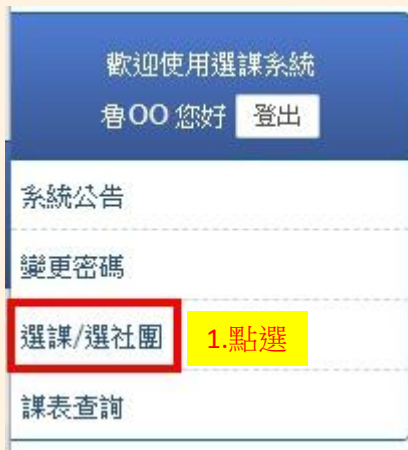 歡迎使用選課系統
魯OO 您好 登出
系統公告
變更密碼
選課/選社團 1.點選
課表查詢